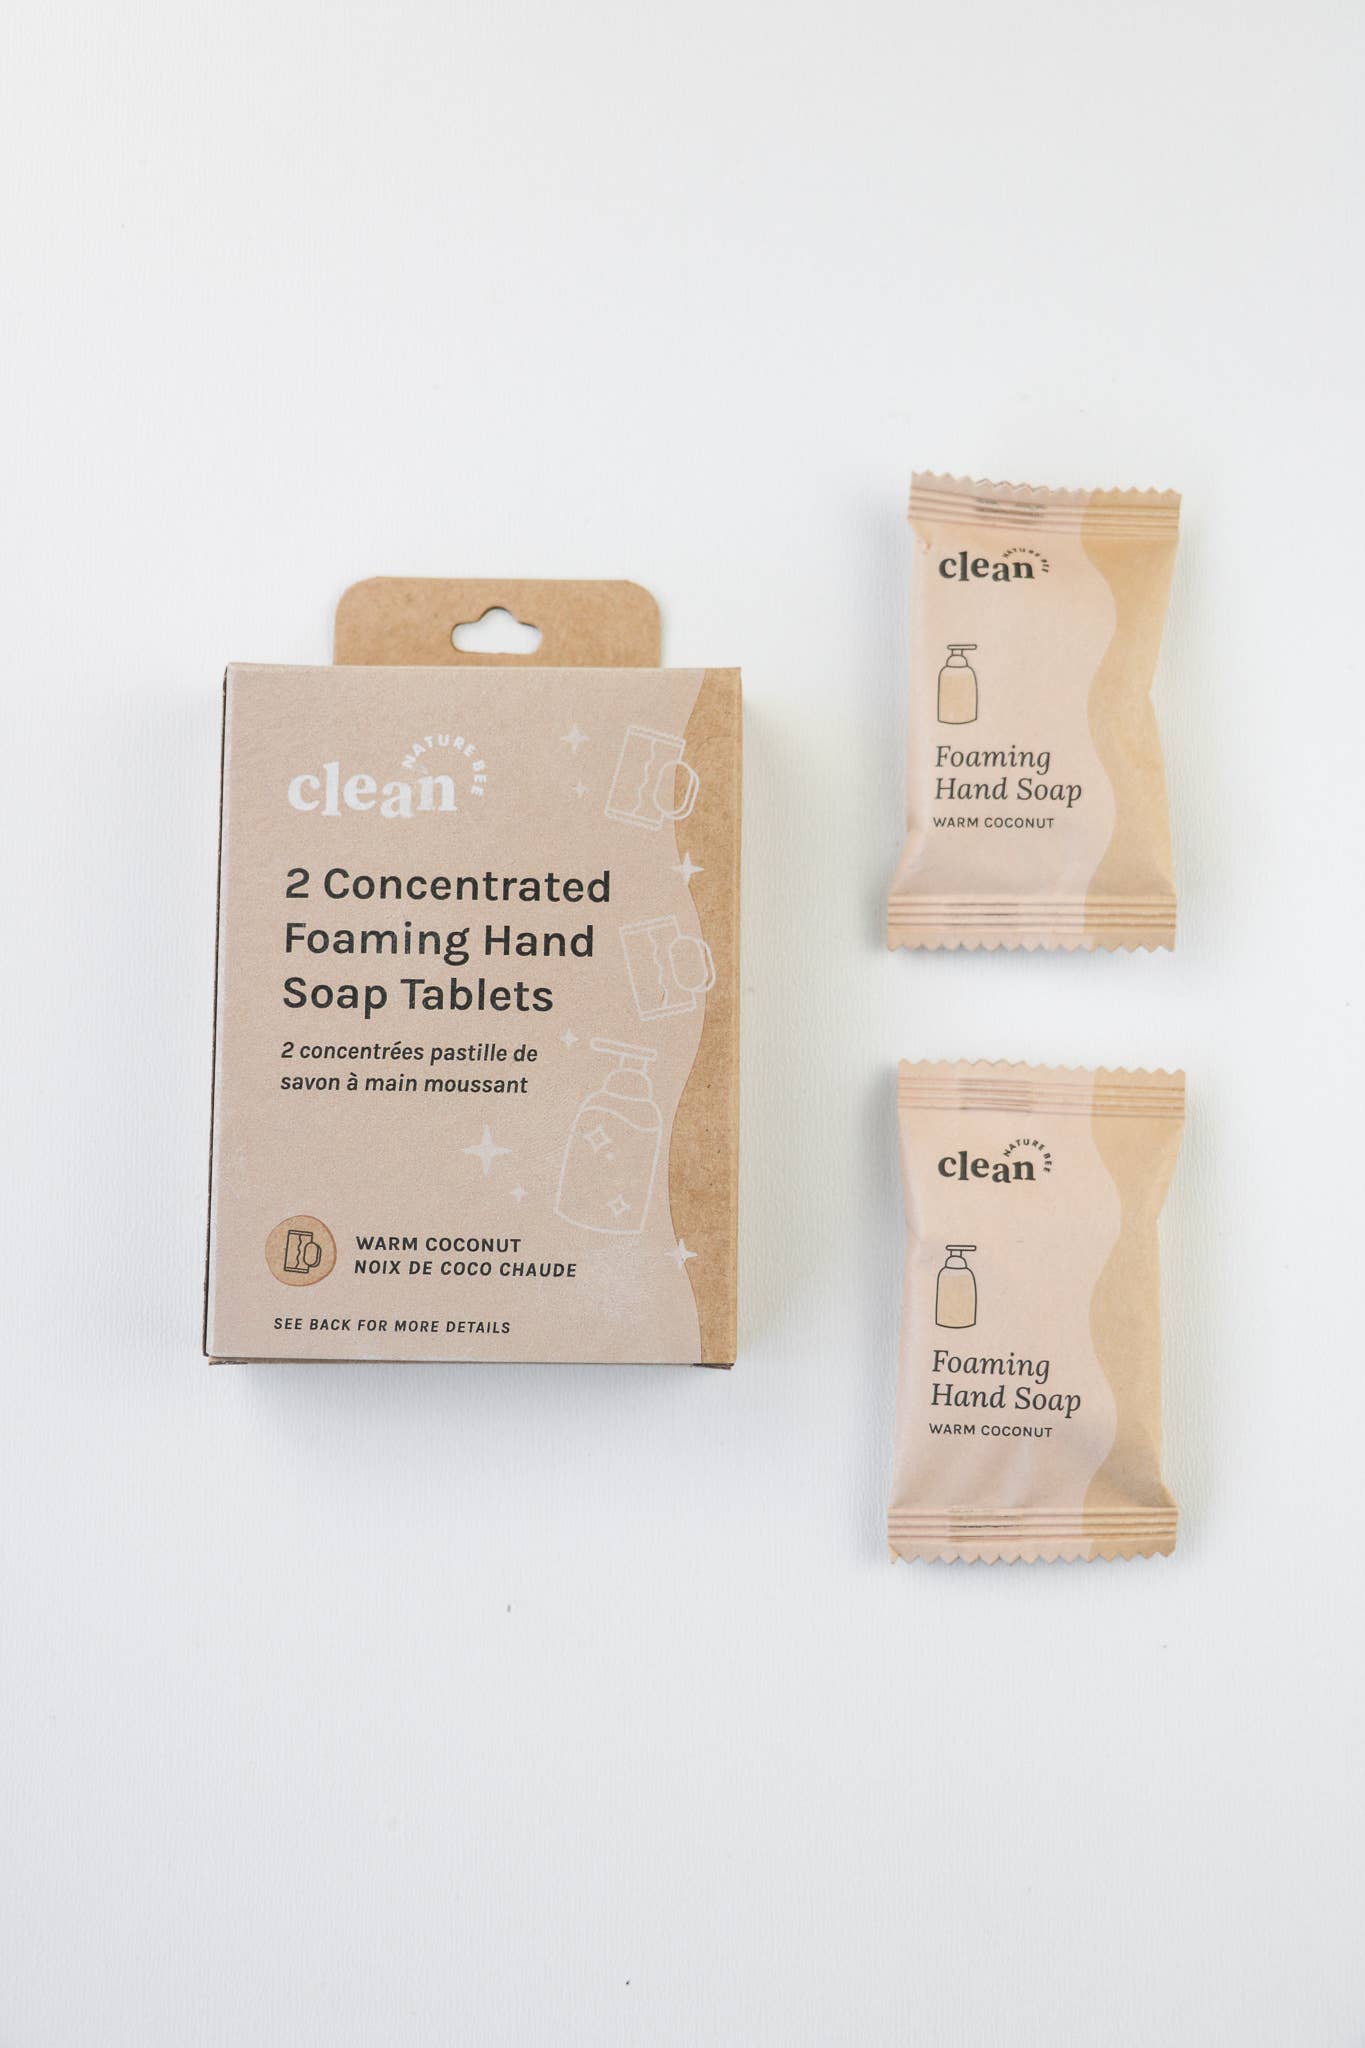 clean NATURE BEE
2 Concentrated
Foaming Hand
Soap Tablets
2 concentrées pastille de
savon à main moussant
WARM COCONUT
NOIX DE COCO CHAUDE
SEE BACK FOR MORE DETAILS
clean NATURE BEE
Foaming
Hand Soap
WARM COCONUT
clean NATURE BEE
Foaming
Hand Soap
WARM COCONUT